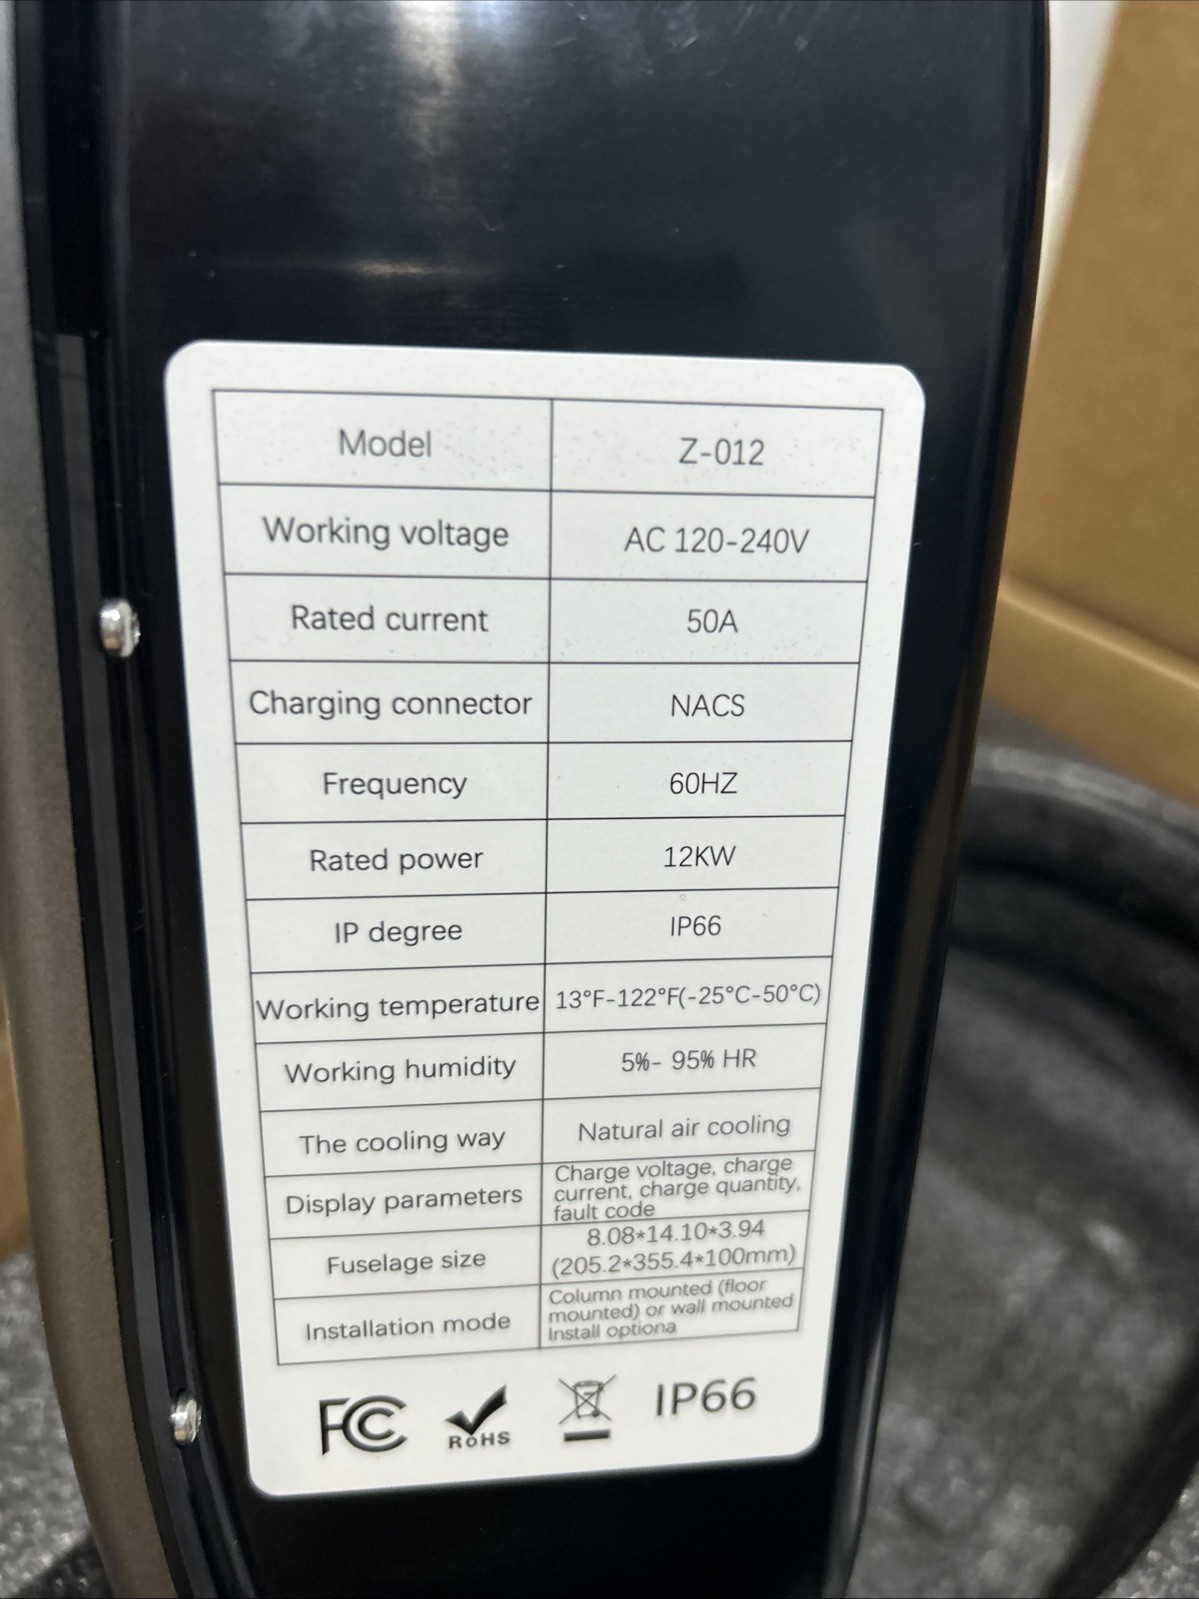 Model Z-012
Working voltage AC 120-240V
Rated current 50A
Charging connector NACS
Frequency 60HZ
Rated power 12KW
IP degree IP66
Working temperature 13°F-122°F(-25°C-50°C)
Working humidity 5%- 95% HR
The cooling way Natural air cooling
Display parameters Charge voltage, charge
current, charge quantity,
fault code
Fuselage size 8.08*14.10*3.94
(205.2*355.4*100mm)
Installation mode Column mounted (floor
mounted) or wall mounted
Install optiona
FC RoHS IP66